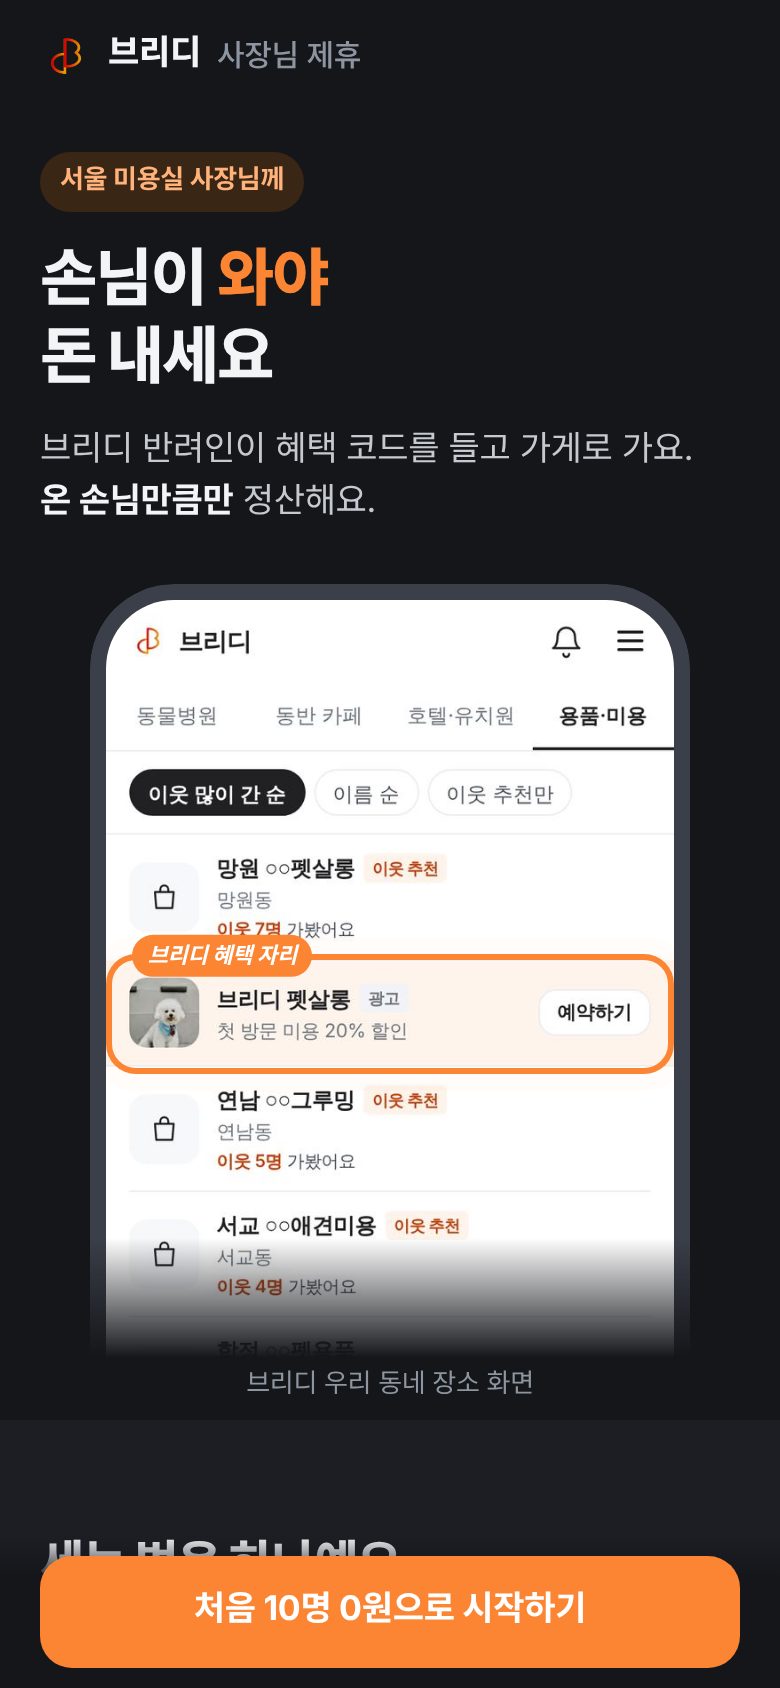 브리디 사장님 제휴
서울 미용실 사장님께
손님이 와야
돈 내세요
브리디 반려인이 혜택 코드를 들고 가게로 가요.
온 손님만큼만 정산해요.
브리디
동물병원 동반 카페 호텔·유치원 용품·미용
이웃 많이 간 순 이름 순 이웃 추천만
망원 ○○펫살롱 이웃 추천
망원동
이웃 7명 가봤어요
브리디 혜택 자리
브리디 펫살롱 광고
첫 방문 미용 20% 할인
예약하기
연남 ○○그루밍 이웃 추천
연남동
이웃 5명 가봤어요
서교 ○○애견미용 이웃 추천
서교동
이웃 4명 가봤어요
브리디 우리 동네 장소 화면
처음 10명 0원으로 시작하기